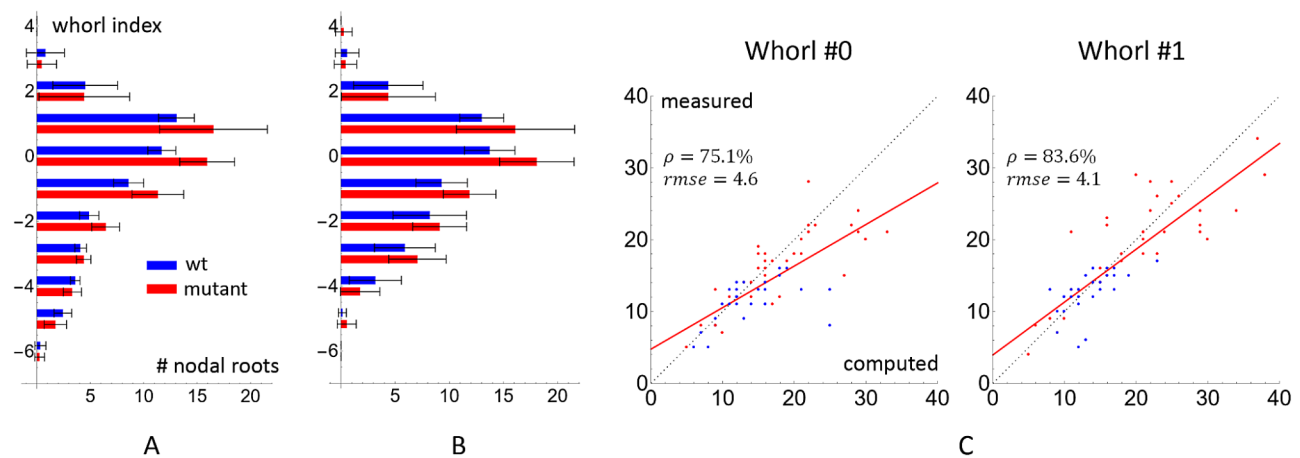 4
whorl index
2
0
−2
−4
−6
wt
mutant
# nodal roots
5
10
15
20
A
4
2
0
−2
−4
−6
5
10
15
20
B
Whorl #0
40
measured
30
20
10
0
ρ = 75.1%
rmse = 4.6
computed
0
10
20
30
40
Whorl #1
40
30
20
10
0
ρ = 83.6%
rmse = 4.1
0
10
20
30
40
C